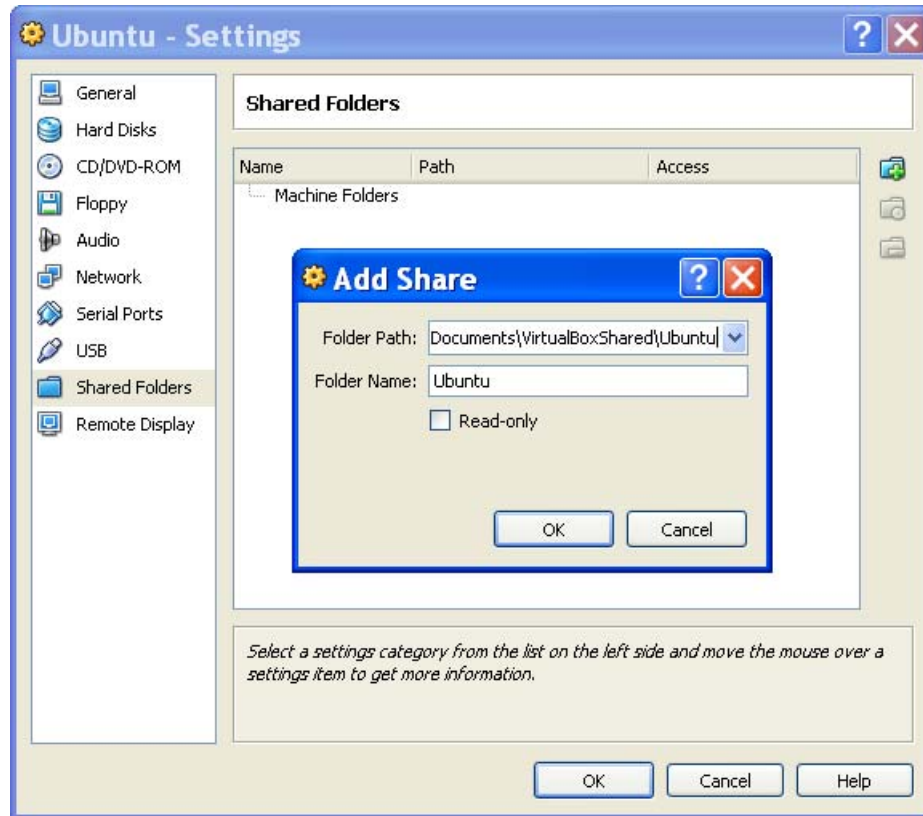 Ubuntu - Settings
General
Hard Disks
CD/DVD-ROM
Floppy
Audio
Network
Serial Ports
USB
Shared Folders
Remote Display
Shared Folders
Name Path Access
Machine Folders
Add Share
Folder Path: Documents\VirtualBoxShared\Ubuntu
Folder Name: Ubuntu
Read-only
OK Cancel
Select a settings category from the list on the left side and move the mouse over a
settings item to get more information.
OK Cancel Help